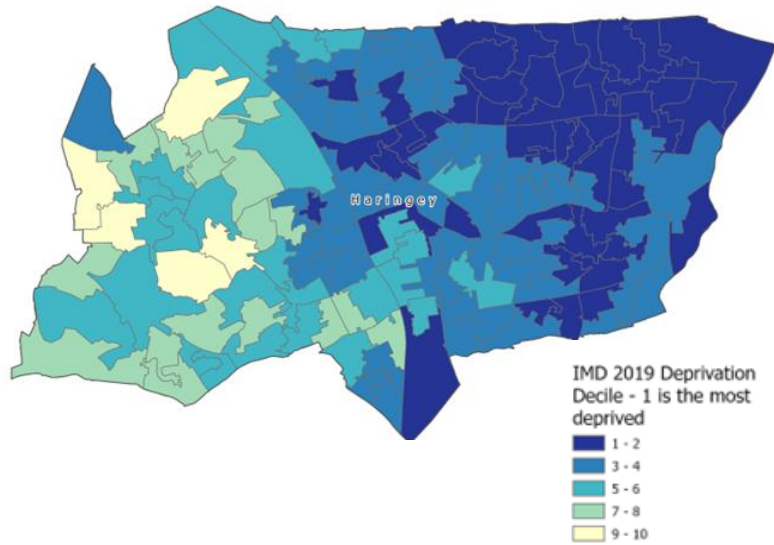 Haringey
IMD 2019 Deprivation
Decile - 1 is the most
deprived
1 - 2
3 - 4
5 - 6
7 - 8
9 - 10